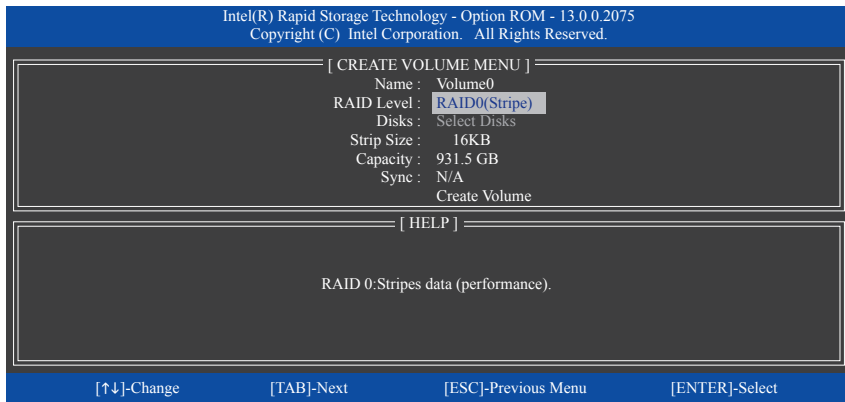 Intel(R) Rapid Storage Technology - Option ROM - 13.0.0.2075
Copyright (C) Intel Corporation. All Rights Reserved.
[ CREATE VOLUME MENU ]
Name : Volume0
RAID Level : RAID0(Stripe)
Disks : Select Disks
Strip Size : 16KB
Capacity : 931.5 GB
Sync : N/A
Create Volume
[ HELP ]
RAID 0:Stripes data (performance).
[↑↓]-Change [TAB]-Next [ESC]-Previous Menu [ENTER]-Select